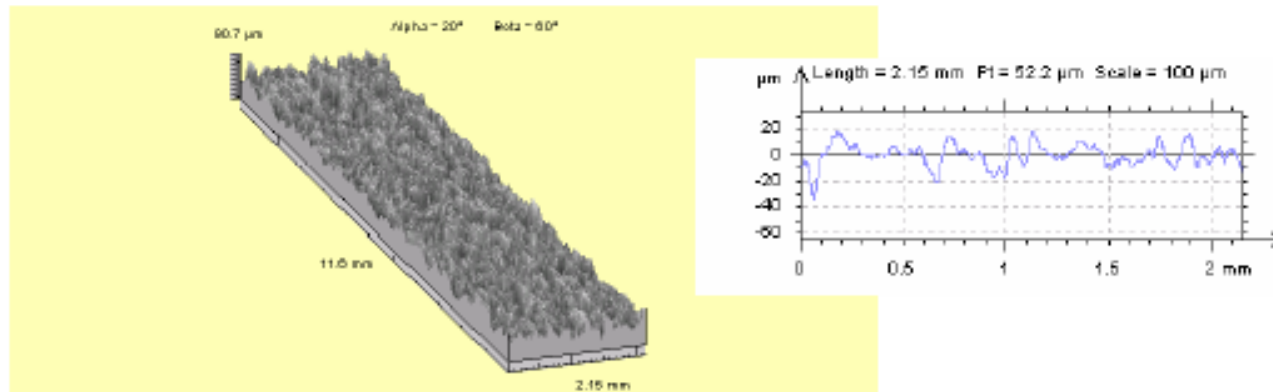 Alpha = 20° Beta = 60°
90.7 µm
11.6 mm
2.15 mm
µm Length = 2.15 mm Pt = 52.2 µm Scale = 100 µm
20
0
-20
-40
-60
0 0.5 1 1.5 2 mm